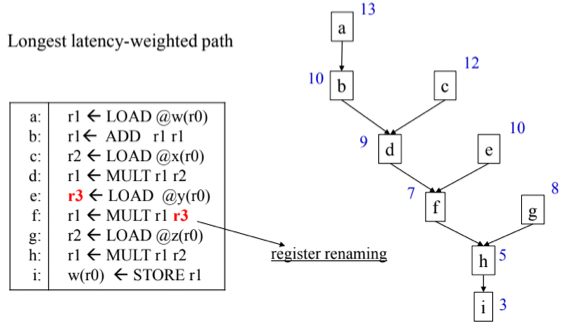 Longest latency-weighted path
a: r1 ← LOAD @w(r0)
b: r1← ADD r1 r1
c: r2 ← LOAD @x(r0)
d: r1 ← MULT r1 r2
e: r3 ← LOAD @y(r0)
f: r1 ← MULT r1 r3
g: r2 ← LOAD @z(r0)
h: r1 ← MULT r1 r2
i: w(r0) ← STORE r1
register renaming
13
a
10 b
12
c
9 d
10
e
7
f
8
g
h 5
i 3